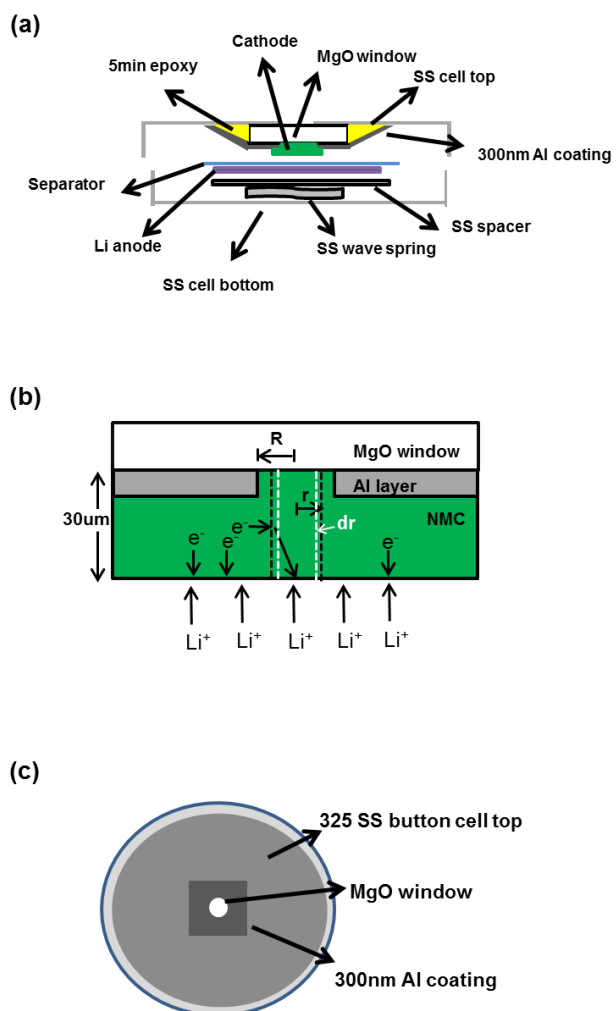 (a)
Cathode
MgO window
5min epoxy
SS cell top
300nm Al coating
Separator
Li anode
SS spacer
SS wave spring
SS cell bottom
(b)
R
MgO window
Al layer
30um
r
NMC
e⁻
dr
e⁻
e⁻
e⁻
Li⁺
Li⁺
Li⁺
Li⁺
Li⁺
(c)
325 SS button cell top
MgO window
300nm Al coating